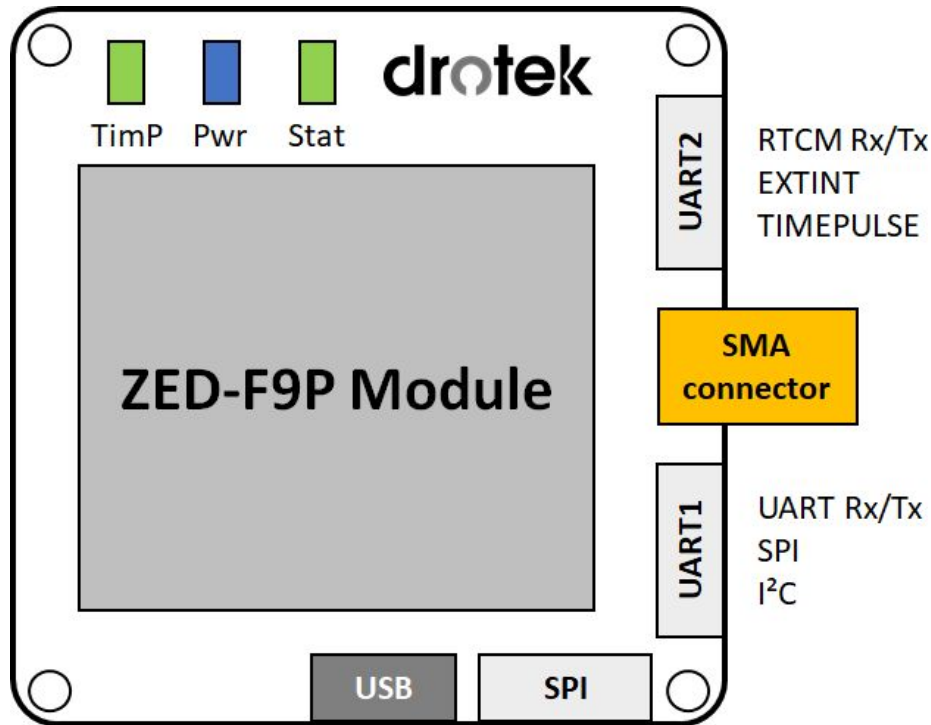 drotek
TimP Pwr Stat
UART2
RTCM Rx/Tx
EXTINT
TIMEPULSE
ZED-F9P Module
SMA
connector
UART1
UART Rx/Tx
SPI
I²C
USB
SPI